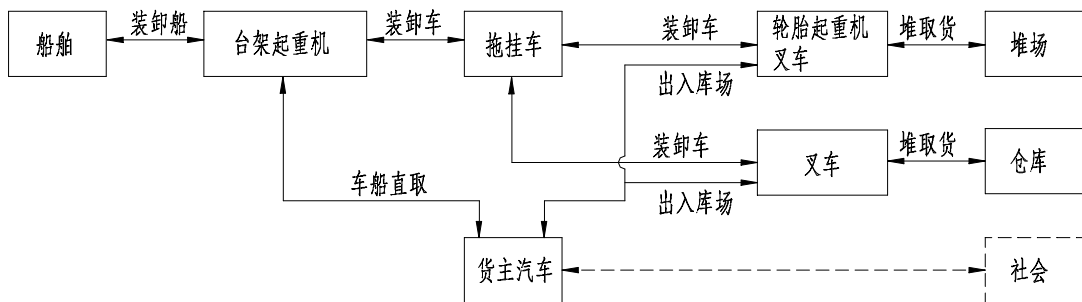 船舶
装卸船
台架起重机
装卸车
拖挂车
装卸车
轮胎起重机
叉车
堆取货
堆场
出入库场
装卸车
叉车
堆取货
仓库
车船直取
出入库场
货主汽车
社会